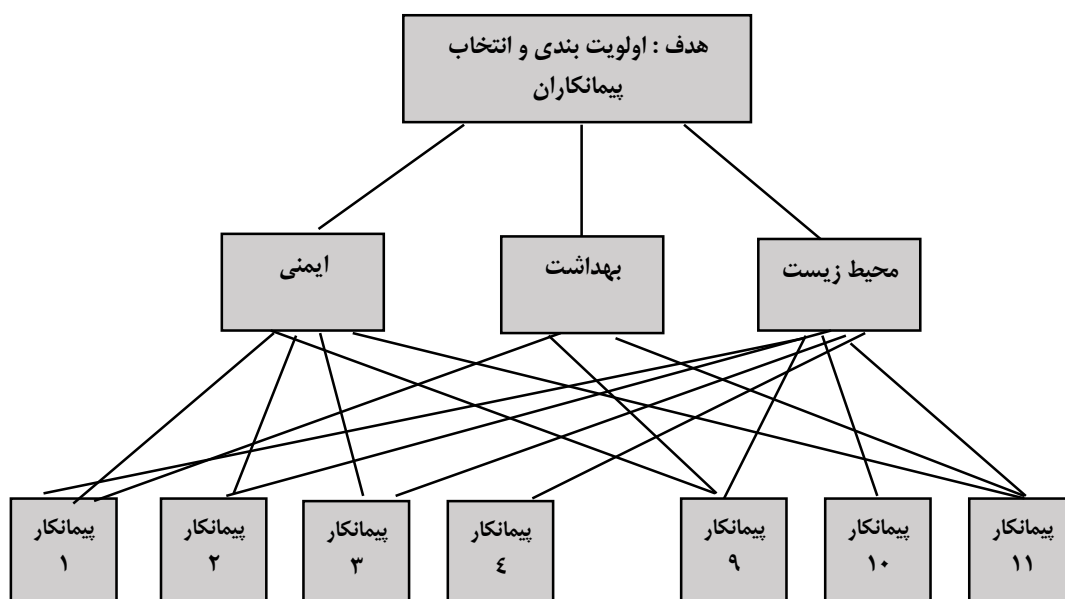 هدف : اولویت بندی و انتخاب
پیمانکاران
محیط زیست
بهداشت
ایمنی
پیمانکار
۱۱
پیمانکار
۱۰
پیمانکار
۹
پیمانکار
٤
پیمانکار
۳
پیمانکار
۲
پیمانکار
۱